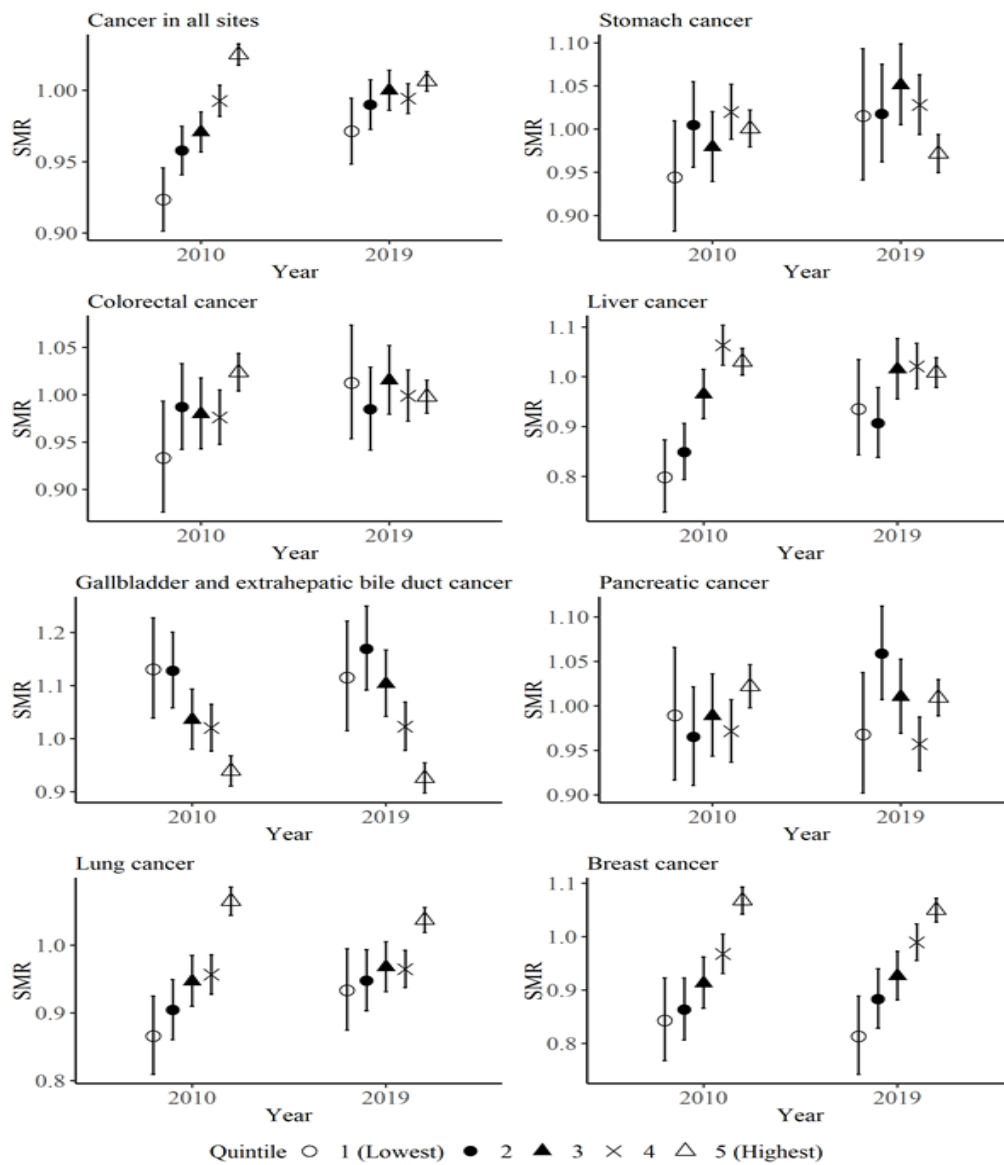 Cancer in all sites
SMR
1.00
0.95
0.90
2010 2019
Year
Stomach cancer
SMR
1.10
1.05
1.00
0.95
0.90
2010 2019
Year
Colorectal cancer
SMR
1.05
1.00
0.95
0.90
2010 2019
Year
Liver cancer
SMR
1.1
1.0
0.9
0.8
2010 2019
Year
Gallbladder and extrahepatic bile duct cancer
SMR
1.2
1.1
1.0
0.9
2010 2019
Year
Pancreatic cancer
SMR
1.10
1.05
1.00
0.95
0.90
2010 2019
Year
Lung cancer
SMR
1.0
0.9
0.8
2010 2019
Year
Breast cancer
SMR
1.1
1.0
0.9
0.8
2010 2019
Year
Quintile 1 (Lowest) 2 3 4 5 (Highest)